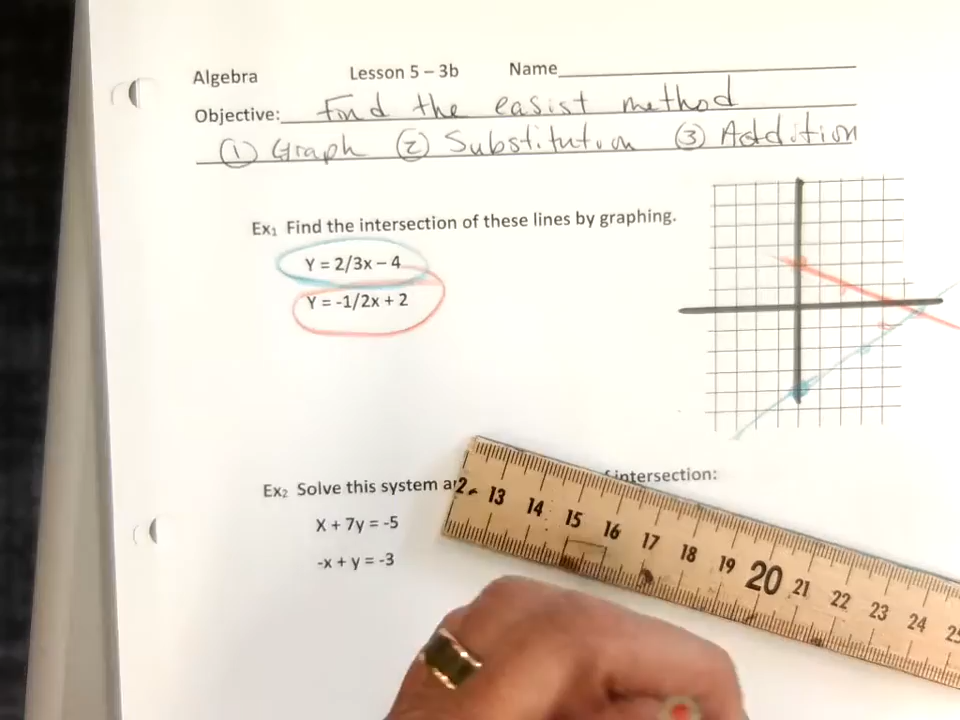 Algebra Lesson 5 – 3b Name
Objective: Find the easist method
① Graph ② Substitution ③ Addition
Ex1 Find the intersection of these lines by graphing.
Y = 2/3x – 4
Y = -1/2x + 2
Ex2 Solve this system intersection:
X + 7y = -5
-x + y = -3
13 14 15 16 17 18 19 20 21 22 23 24